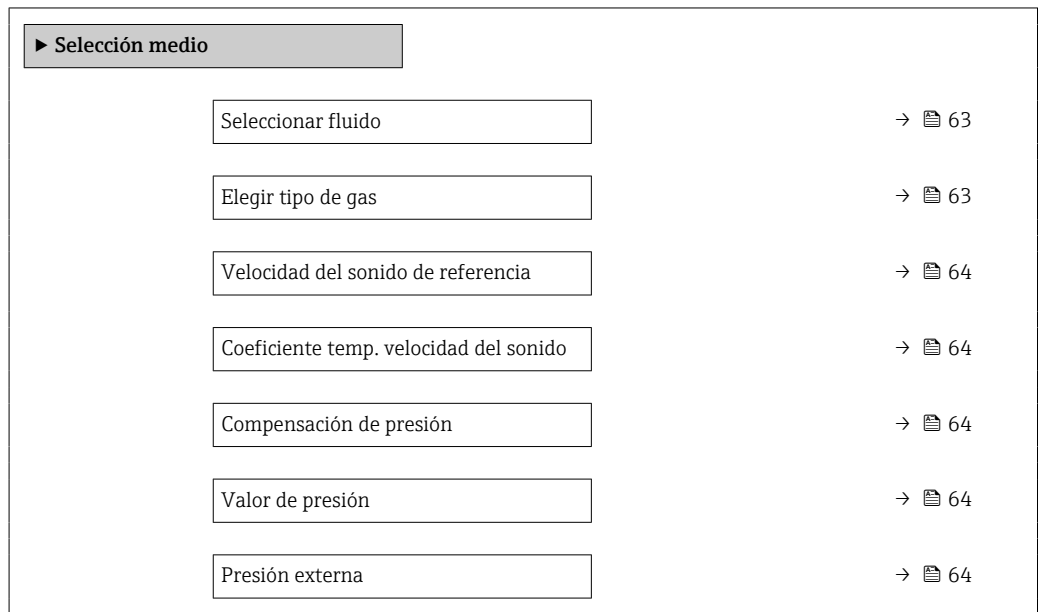 ▶ Selección medio
Seleccionar fluido → 63
Elegir tipo de gas → 63
Velocidad del sonido de referencia → 64
Coeficiente temp. velocidad del sonido → 64
Compensación de presión → 64
Valor de presión → 64
Presión externa → 64